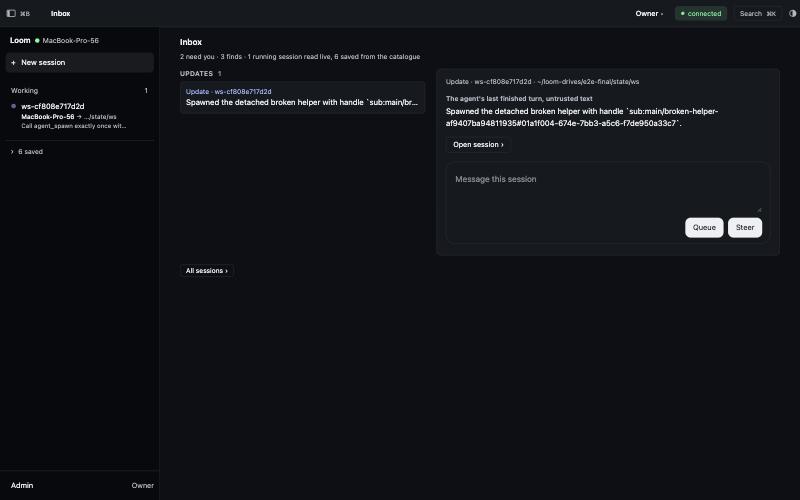 ⌘B
Inbox
Owner
connected
Search ⌘K
Loom MacBook-Pro-56
+ New session
Working 1
ws-cf808e717d2d
MacBook-Pro-56 → .../state/ws
Call agent_spawn exactly once wit...
› 6 saved
Admin Owner
Inbox
2 need you · 3 finds · 1 running session read live, 6 saved from the catalogue
UPDATES 1
Update · ws-cf808e717d2d
Spawned the detached broken helper with handle `sub:main/br...
All sessions ›
Update · ws-cf808e717d2d · ~/loom-drives/e2e-final/state/ws
The agent's last finished turn, untrusted text
Spawned the detached broken helper with handle `sub:main/broken-helper-
af9407ba94811935#01a1f004-674e-7bb3-a5c6-f7de950a33c7`.
Open session ›
Message this session
Queue
Steer